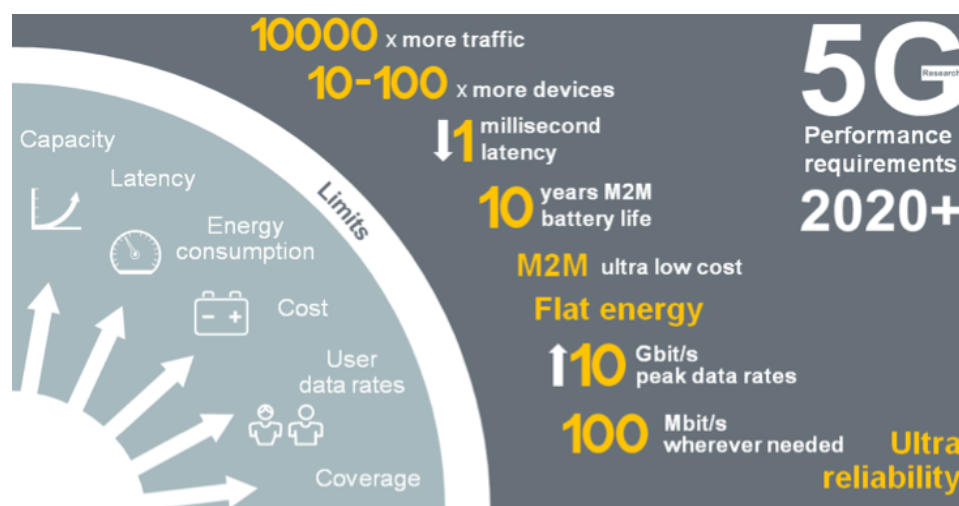 10000 x more traffic
10-100 x more devices
1 millisecond
latency
10 years M2M
battery life
M2M ultra low cost
Flat energy
10 Gbit/s
peak data rates
100 Mbit/s
wherever needed
Ultra
reliability
5G
Research
Performance
requirements
2020+
Limits
Capacity
Latency
Energy
consumption
Cost
User
data rates
Coverage